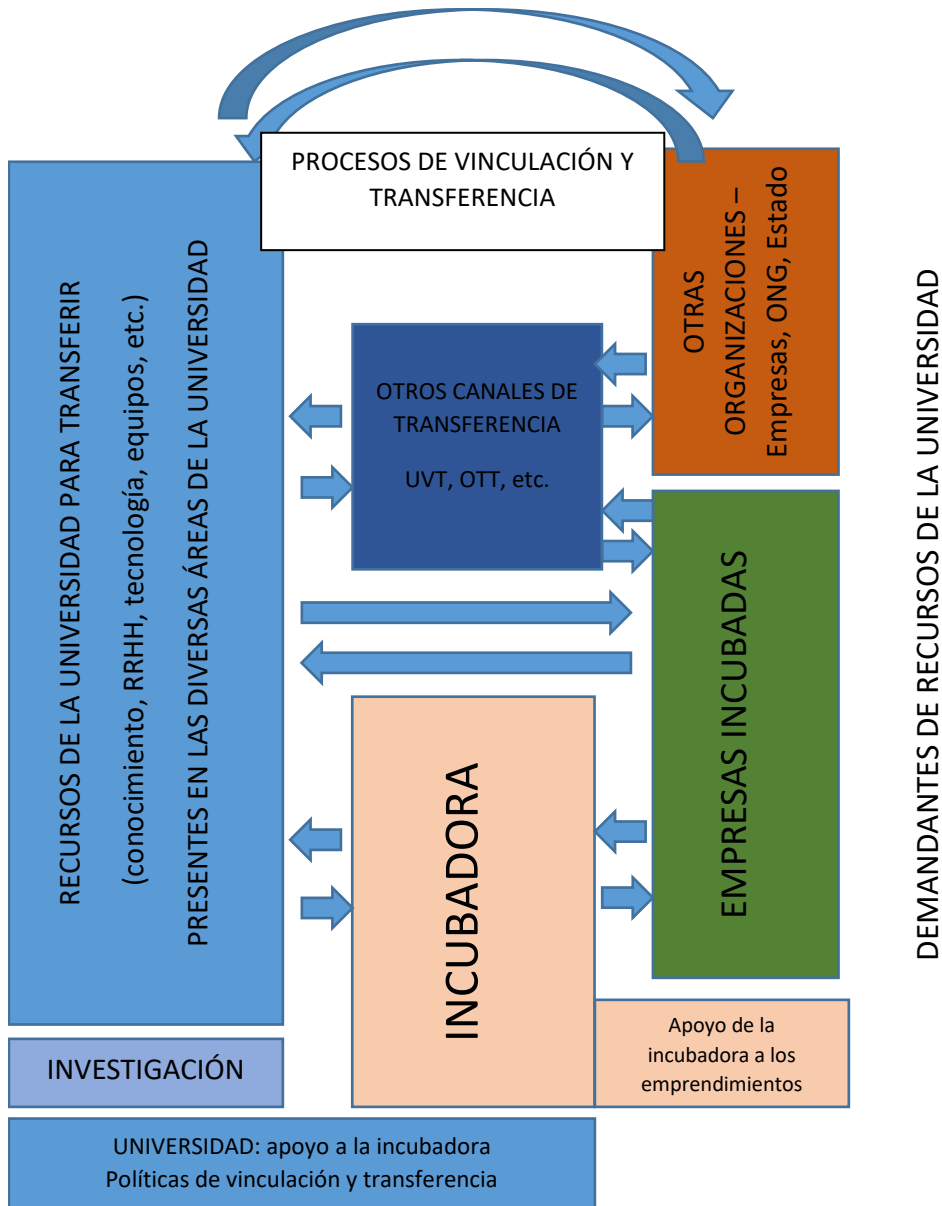 PROCESOS DE VINCULACIÓN Y
TRANSFERENCIA
RECURSOS DE LA UNIVERSIDAD PARA TRANSFERIR
(conocimiento, RRHH, tecnología, equipos, etc.)
PRESENTES EN LAS DIVERSAS ÁREAS DE LA UNIVERSIDAD
OTROS CANALES DE
TRANSFERENCIA
UVT, OTT, etc.
OTRAS
ORGANIZACIONES –
Empresas, ONG, Estado
DEMANDANTES DE RECURSOS DE LA UNIVERSIDAD
EMPRESAS INCUBADAS
INCUBADORA
Apoyo de la
incubadora a los
emprendimientos
INVESTIGACIÓN
UNIVERSIDAD: apoyo a la incubadora
Políticas de vinculación y transferencia